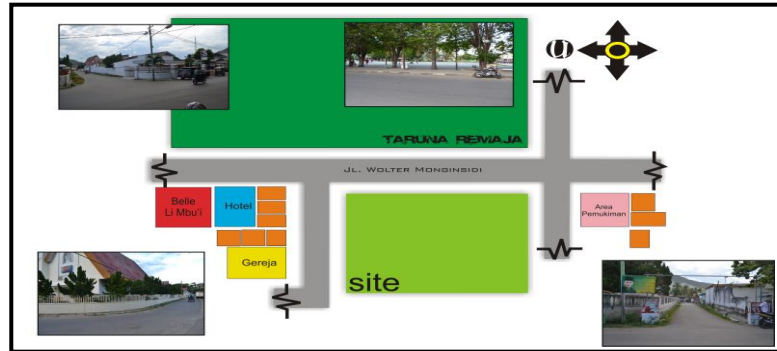 u
TARUNA REMAJA
JL. WOLTER MONGINSIDI
Belle
Li Mbu'i
Hotel
Area
Pemukiman
Gereja
site